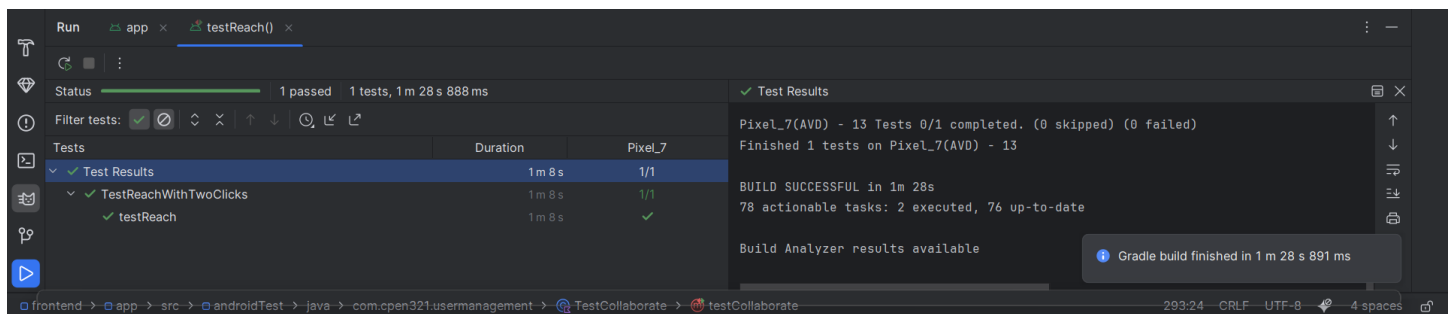 Run app testReach()
Status 1 passed 1 tests, 1 m 28 s 888 ms
Filter tests:
Tests Duration Pixel_7
Test Results 1 m 8 s 1/1
TestReachWithTwoClicks 1 m 8 s 1/1
testReach 1 m 8 s
Test Results
Pixel_7(AVD) - 13 Tests 0/1 completed. (0 skipped) (0 failed)
Finished 1 tests on Pixel_7(AVD) - 13
BUILD SUCCESSFUL in 1m 28s
78 actionable tasks: 2 executed, 76 up-to-date
Build Analyzer results available
Gradle build finished in 1 m 28 s 891 ms
frontend > app > src > androidTest > java > com.cpen321.usermanagement > TestCollaborate > testCollaborate 293:24 CRLF UTF-8 4 spaces